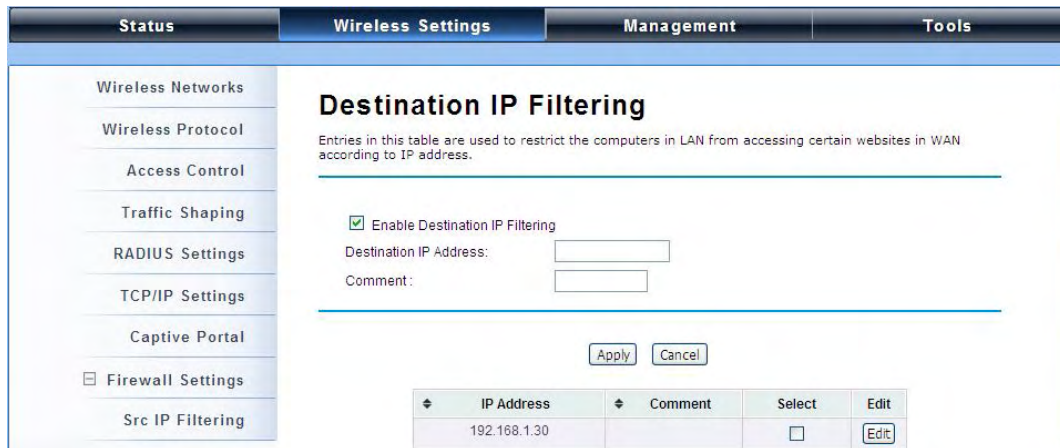 Status Wireless Settings Management Tools
Wireless Networks
Wireless Protocol
Access Control
Traffic Shaping
RADIUS Settings
TCP/IP Settings
Captive Portal
Firewall Settings
Src IP Filtering
Destination IP Filtering
Entries in this table are used to restrict the computers in LAN from accessing certain websites in WAN
according to IP address.
Enable Destination IP Filtering
Destination IP Address:
Comment :
Apply Cancel
IP Address Comment Select Edit
192.168.1.30 Edit